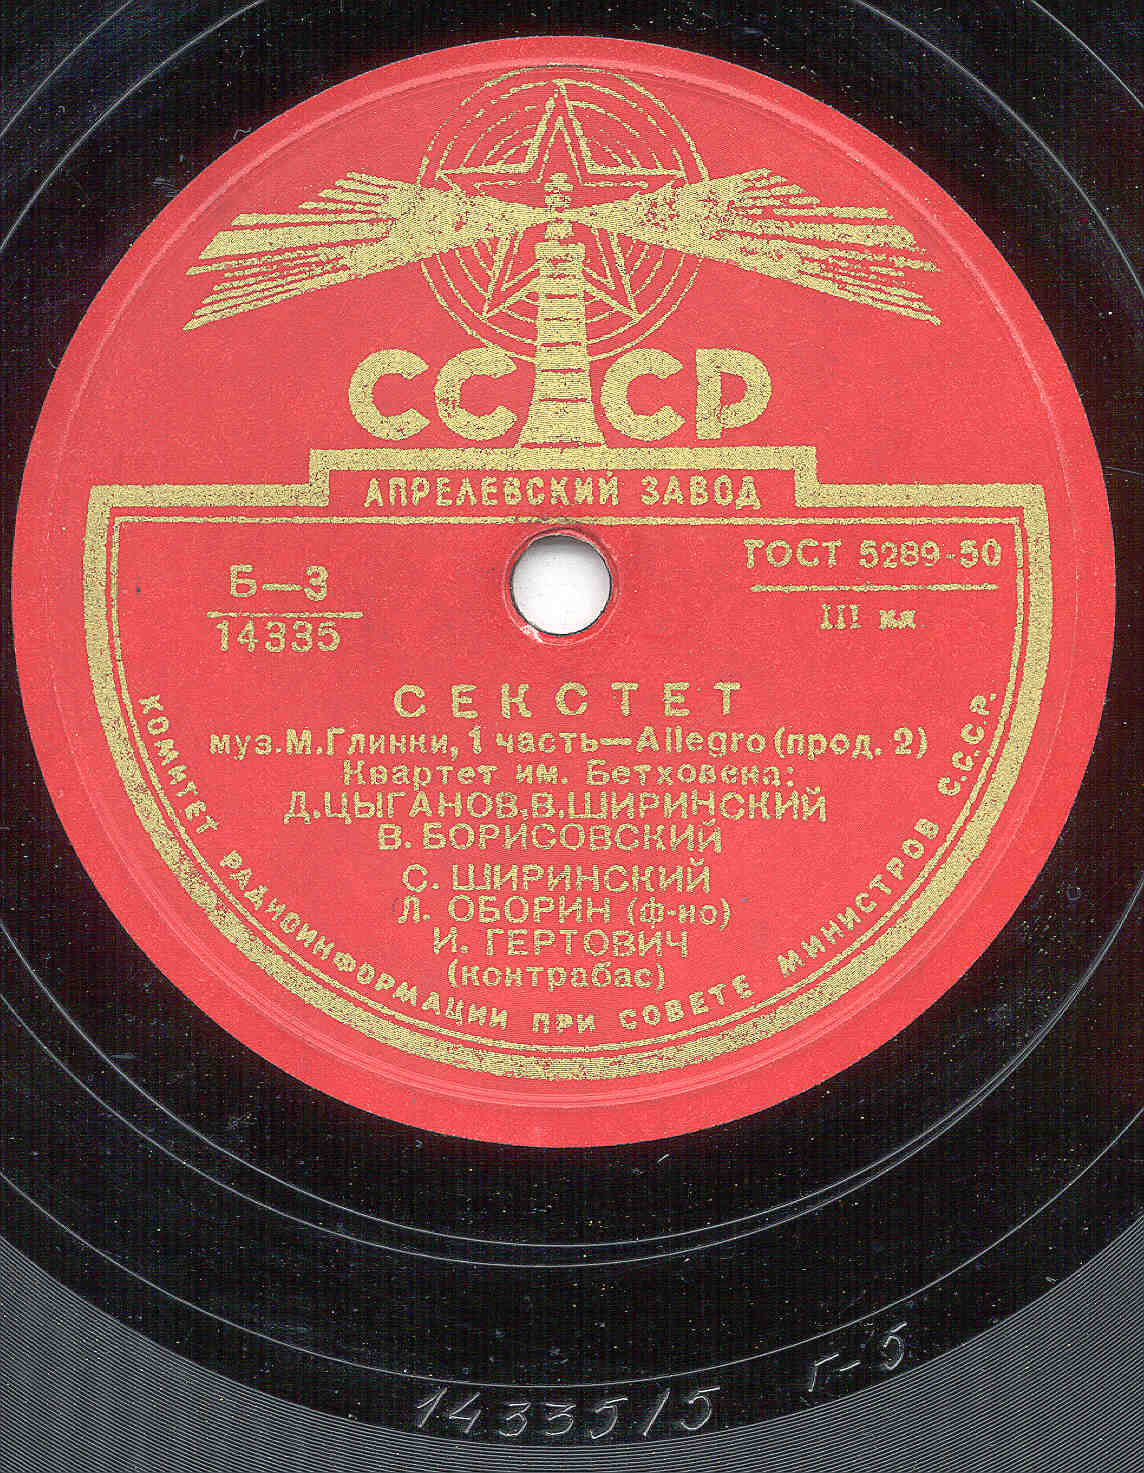 СССР
АПРЕЛЕВСКИЙ ЗАВОД
ГОСТ 5289-50
III кл.
Б—3
14335
СЕКСТЕТ
муз. М. Глинки, 1 часть—Allegro (прод. 2)
Квартет им. Бетховена:
Д. ЦЫГАНОВ, В. ШИРИНСКИЙ
В. БОРИСОВСКИЙ
С. ШИРИНСКИЙ
Л. ОБОРИН (ф-но)
И. ГЕРТОВИЧ
(контрабас)
КОМИТЕТ РАДИОИНФОРМАЦИИ ПРИ СОВЕТЕ МИНИСТРОВ С.С.С.Р.
14335/5 г-5